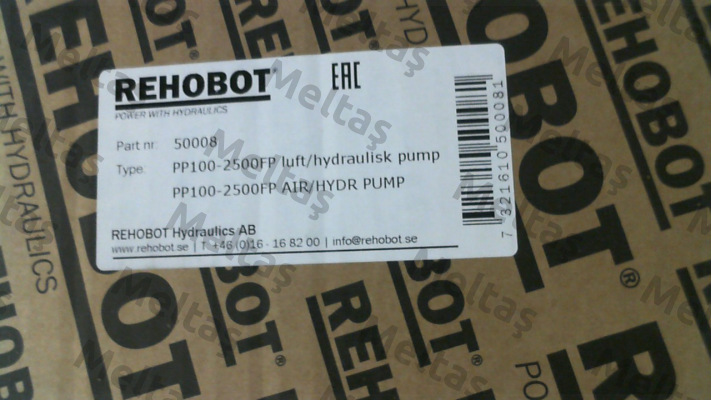 REHOBOT
POWER WITH HYDRAULICS
EAC
Part nr: 50008
Type: PP100-2500FP luft/hydraulisk pump
PP100-2500FP AIR/HYDR PUMP
REHOBOT Hydraulics AB
www.rehobot.se | T +46 (0)16 - 16 82 00 | info@rehobot.se
7 321610 500081
WITH HYDRAULICS
REHOBOT®
REHOBOT®
Meltaş